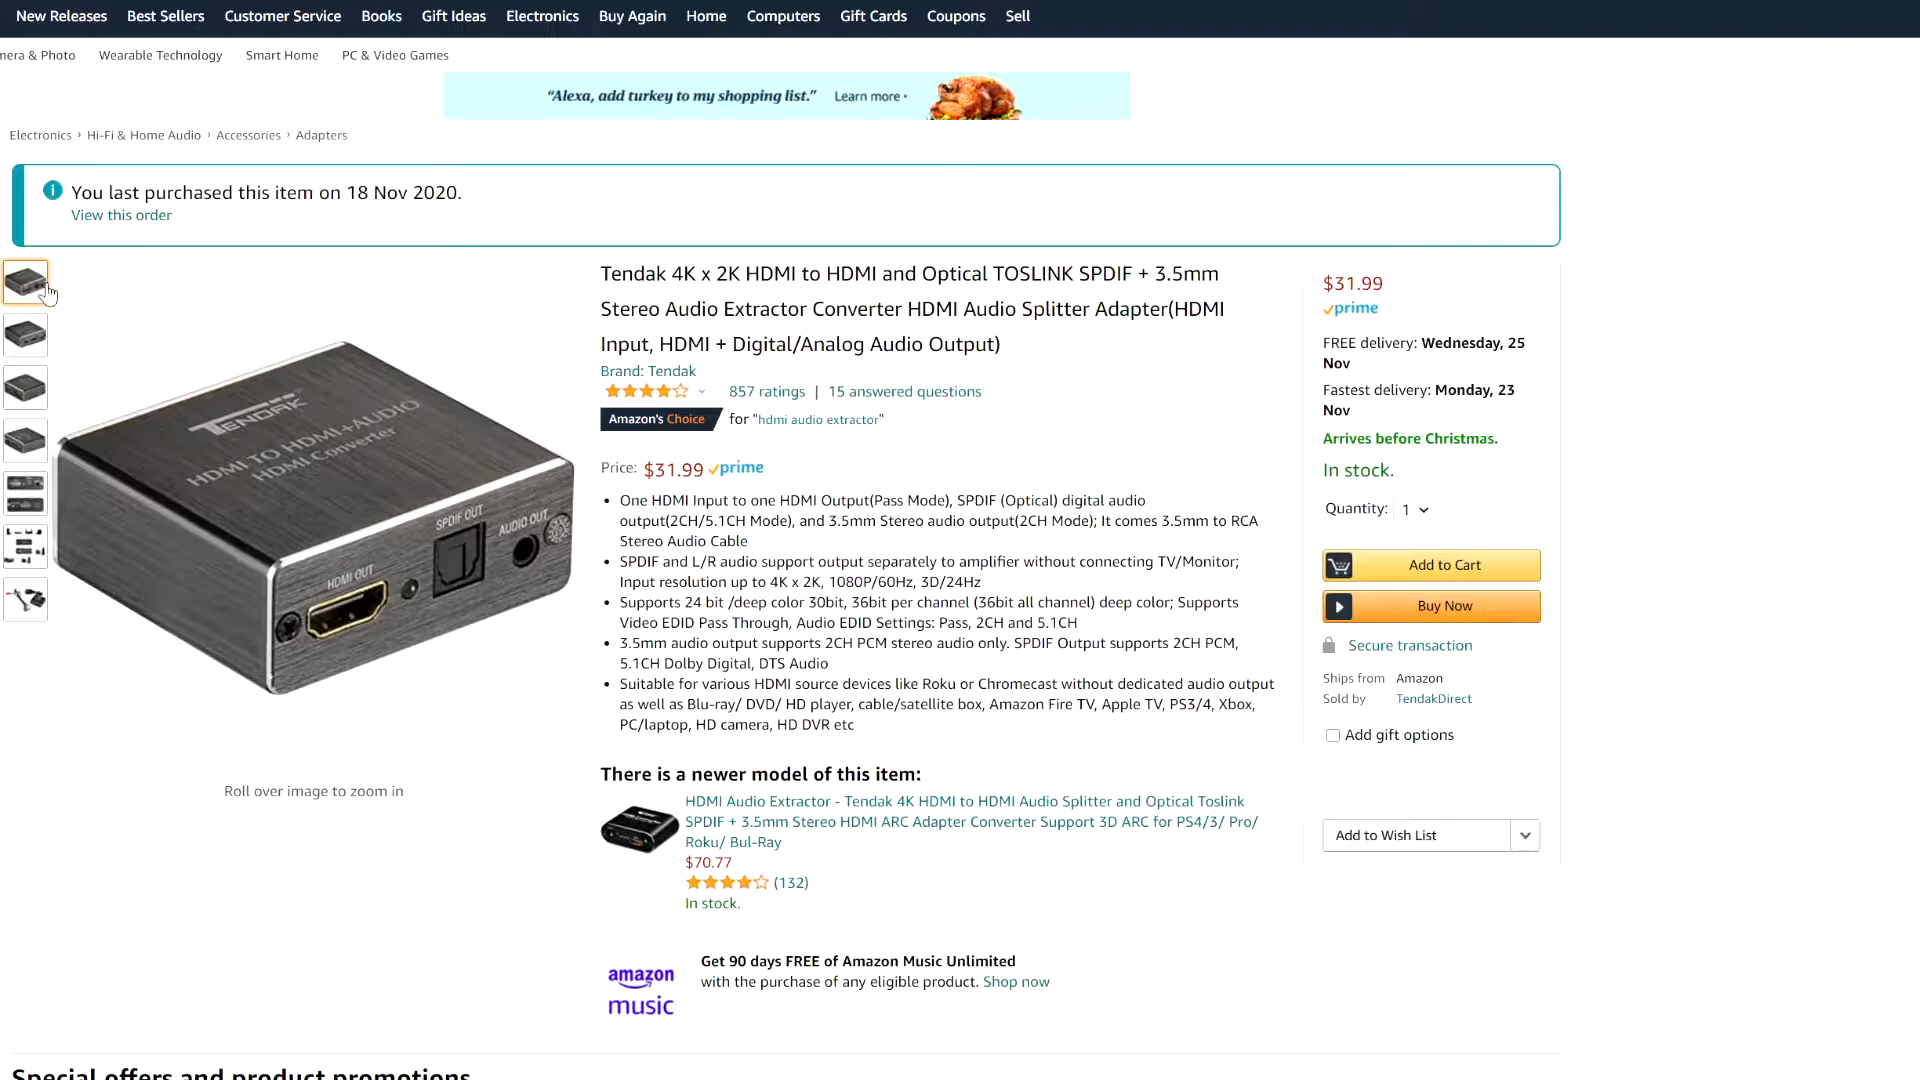 New Releases Best Sellers Customer Service Books Gift Ideas Electronics Buy Again Home Computers Gift Cards Coupons Sell
& Photo Wearable Technology Smart Home PC & Video Games
“Alexa, add turkey to my shopping list.” Learn more ›
Electronics › Hi-Fi & Home Audio › Accessories › Adapters
You last purchased this item on 18 Nov 2020.
View this order
TENDAK
HDMI TO HDMI+AUDIO
HDMI Converter
HDMI OUT
SPDIF OUT
AUDIO OUT
Roll over image to zoom in
Tendak 4K x 2K HDMI to HDMI and Optical TOSLINK SPDIF + 3.5mm
Stereo Audio Extractor Converter HDMI Audio Splitter Adapter(HDMI
Input, HDMI + Digital/Analog Audio Output)
Brand: Tendak
857 ratings | 15 answered questions
Amazon's Choice for "hdmi audio extractor"
Price: $31.99 prime
• One HDMI Input to one HDMI Output(Pass Mode), SPDIF (Optical) digital audio
output(2CH/5.1CH Mode), and 3.5mm Stereo audio output(2CH Mode); It comes 3.5mm to RCA
Stereo Audio Cable
• SPDIF and L/R audio support output separately to amplifier without connecting TV/Monitor;
Input resolution up to 4K x 2K, 1080P/60Hz, 3D/24Hz
• Supports 24 bit /deep color 30bit, 36bit per channel (36bit all channel) deep color; Supports
Video EDID Pass Through, Audio EDID Settings: Pass, 2CH and 5.1CH
• 3.5mm audio output supports 2CH PCM stereo audio only. SPDIF Output supports 2CH PCM,
5.1CH Dolby Digital, DTS Audio
• Suitable for various HDMI source devices like Roku or Chromecast without dedicated audio output
as well as Blu-ray/ DVD/ HD player, cable/satellite box, Amazon Fire TV, Apple TV, PS3/4, Xbox,
PC/laptop, HD camera, HD DVR etc
There is a newer model of this item:
HDMI Audio Extractor - Tendak 4K HDMI to HDMI Audio Splitter and Optical Toslink
SPDIF + 3.5mm Stereo HDMI ARC Adapter Converter Support 3D ARC for PS4/3/ Pro/
Roku/ Bul-Ray
$70.77
(132)
In stock.
amazon
music
Get 90 days FREE of Amazon Music Unlimited
with the purchase of any eligible product. Shop now
$31.99
prime
FREE delivery: Wednesday, 25
Nov
Fastest delivery: Monday, 23
Nov
Arrives before Christmas.
In stock.
Quantity: 1
Add to Cart
Buy Now
Secure transaction
Ships from Amazon
Sold by TendakDirect
Add gift options
Add to Wish List
Special offers and product promotions